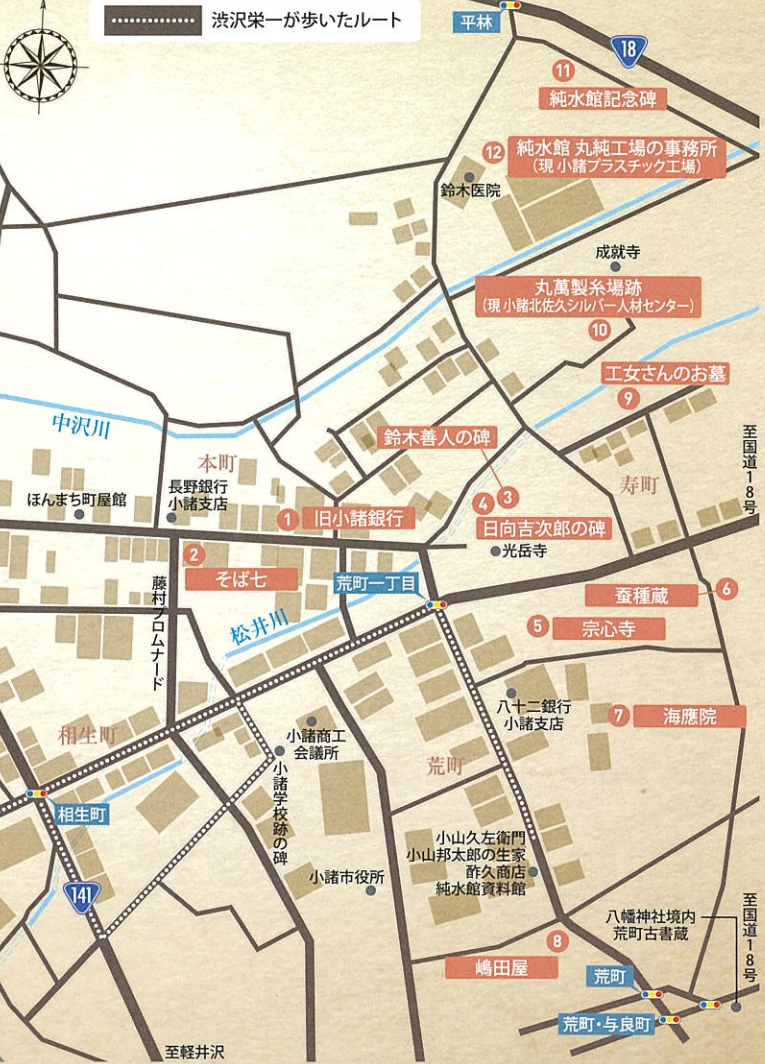 渋沢栄一が歩いたルート
平林
18
11
純水館記念碑
12
純水館 丸純工場の事務所
(現 小諸プラスチック工場)
鈴木医院
成就寺
丸萬製糸場跡
(現 小諸北佐久シルバー人材センター)
10
工女さんのお墓
9
中沢川
鈴木善人の碑
至国道18号
本町
寿町
長野銀行
小諸支店
ほんまち町屋館
4
3
1
旧小諸銀行
日向吉次郎の碑
光岳寺
2
そば七
荒町一丁目
蚕種蔵
6
藤村プロムナード
松井川
5
宗心寺
八十二銀行
小諸支店
7
海應院
相生町
小諸商工
会議所
荒町
小諸学校跡の碑
相生町
小山久左衛門
小山邦太郎の生家
酢久商店
純水館資料館
小諸市役所
141
八幡神社境内
荒町古書蔵
至国道18号
8
嶋田屋
荒町
荒町・与良町
至軽井沢